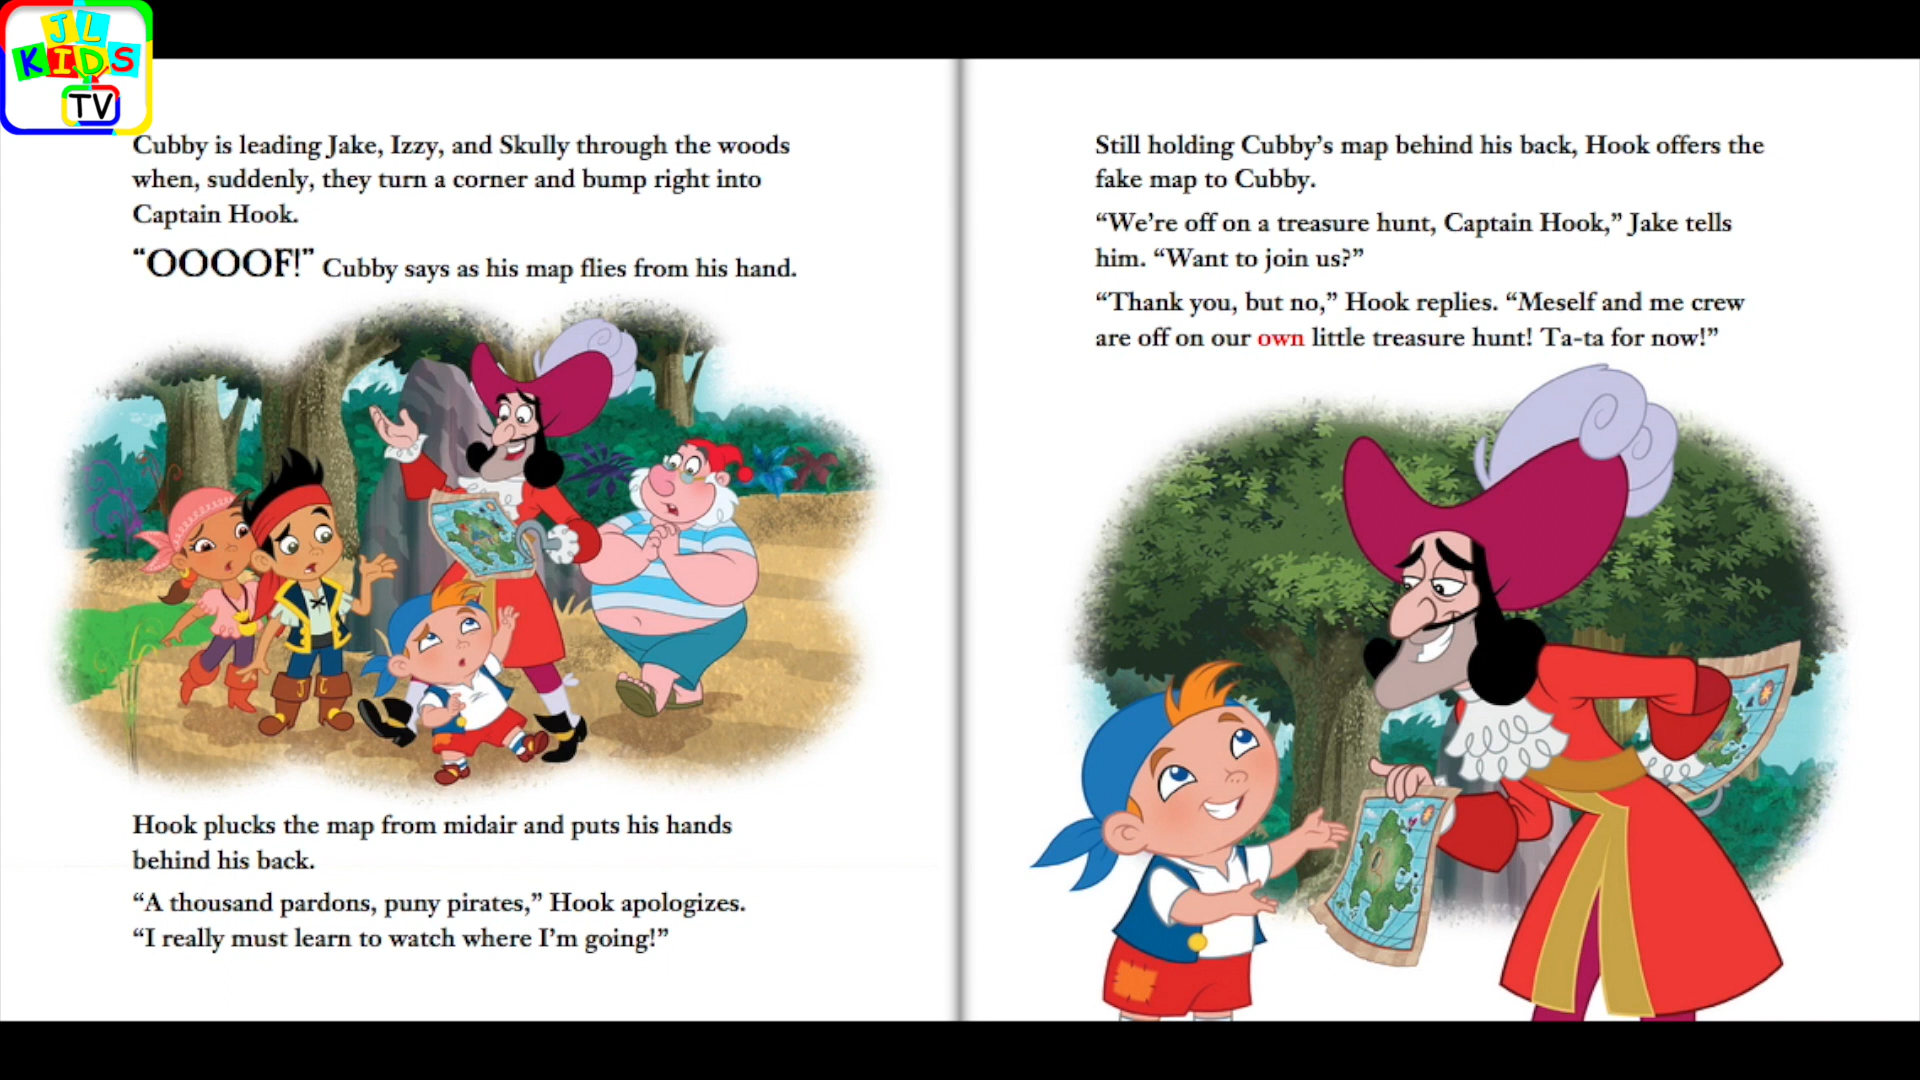 JL
KIDS
TV
Cubby is leading Jake, Izzy, and Skully through the woods
when, suddenly, they turn a corner and bump right into
Captain Hook.
“OOOOF!” Cubby says as his map flies from his hand.
Hook plucks the map from midair and puts his hands
behind his back.
“A thousand pardons, puny pirates,” Hook apologizes.
“I really must learn to watch where I’m going!”
Still holding Cubby’s map behind his back, Hook offers the
fake map to Cubby.
“We’re off on a treasure hunt, Captain Hook,” Jake tells
him. “Want to join us?”
“Thank you, but no,” Hook replies. “Meself and me crew
are off on our own little treasure hunt! Ta-ta for now!”